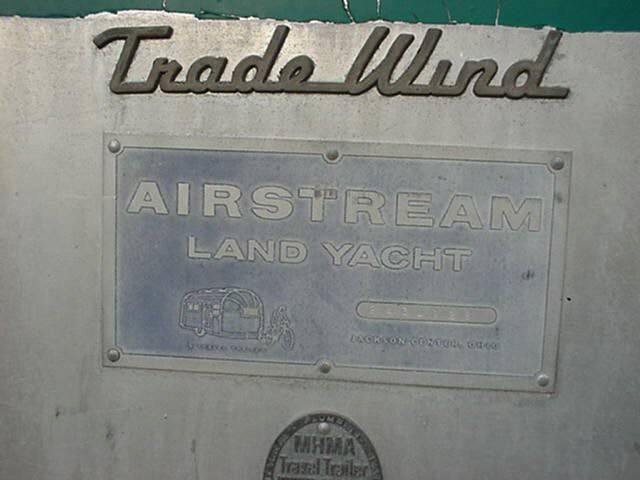 Trade Wind
AIRSTREAM
LAND YACHT
JACKSON CENTER, OHIO
MHMA
Travel Trailer